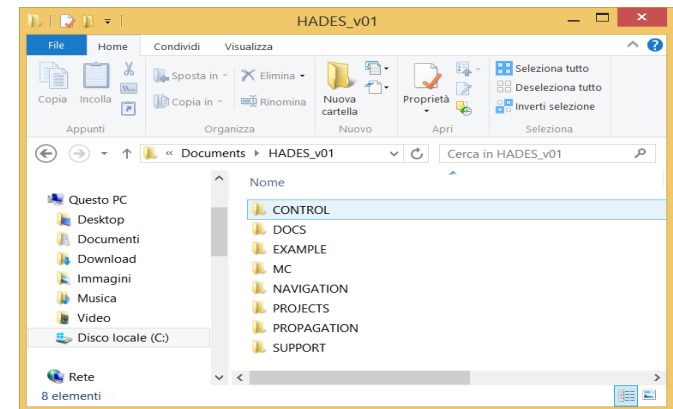 HADES_v01
File Home Condividi Visualizza
Copia Incolla Sposta in Elimina Nuova cartella Proprietà Seleziona tutto
Copia in Rinomina Deseleziona tutto
Inverti selezione
Appunti Organizza Nuovo Apri Seleziona
« Documents HADES_v01 Cerca in HADES_v01
Nome
Questo PC
Desktop
Documenti
Download
Immagini
Musica
Video
Disco locale (C:)
Rete
CONTROL
DOCS
EXAMPLE
MC
NAVIGATION
PROJECTS
PROPAGATION
SUPPORT
8 elementi